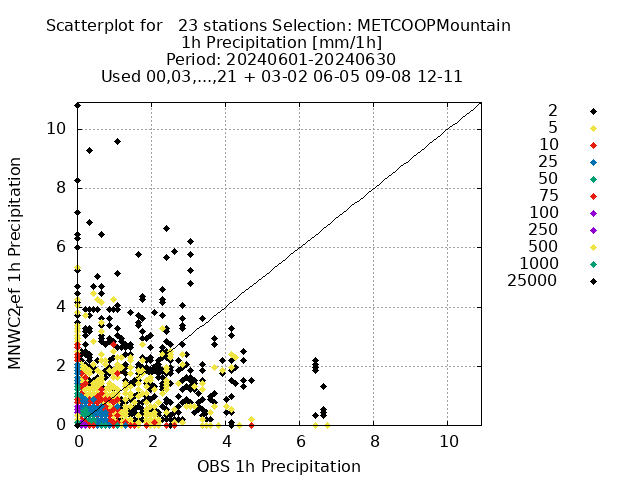 Scatterplot for   23 stations Selection: METCOOPMountain
1h Precipitation [mm/1h]
Period: 20240601-20240630
Used 00,03,...,21 + 03-02 06-05 09-08 12-11
2
5
10
25
50
75
100
250
500
1000
25000
10
8
6
4
2
0
0 2 4 6 8 10
OBS 1h Precipitation
1h Precipitation